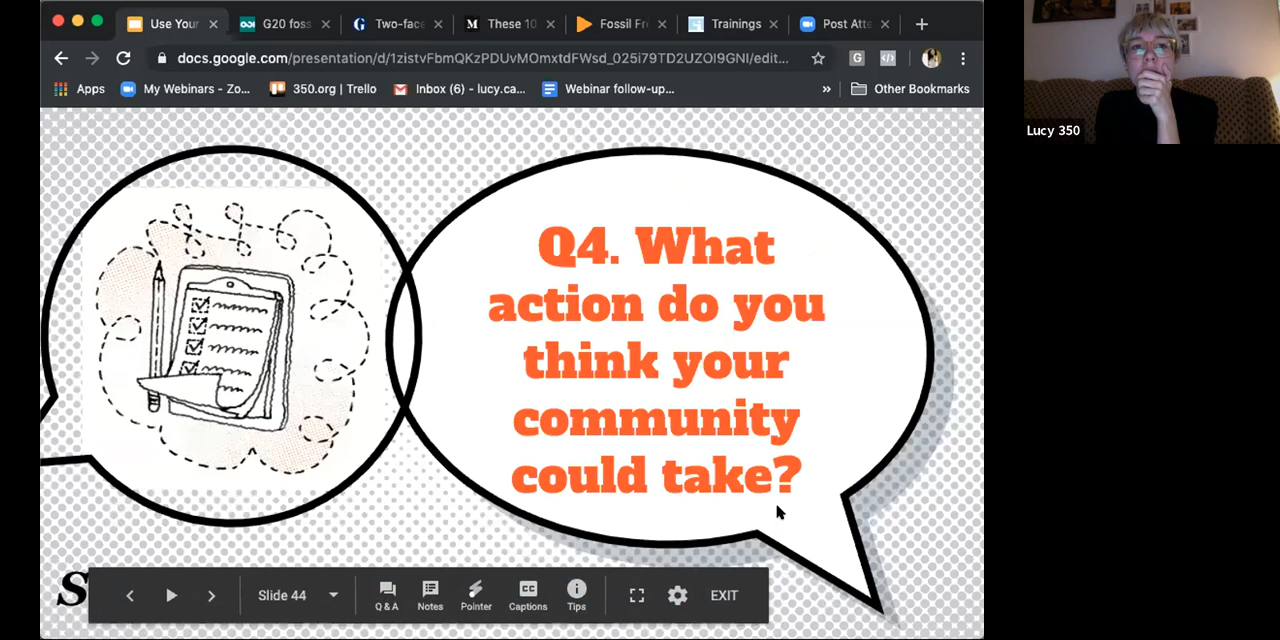 Use Your
G20 foss
Two-face
These 10
Fossil Fr
Trainings
Post Atte
docs.google.com/presentation/d/1zistvFbmQKzPDUvMOmxtdFWsd_025i79TD2UZOI9GNI/edit...
Apps
My Webinars - Zo...
350.org | Trello
Inbox (6) - lucy.ca...
Webinar follow-up...
»
Other Bookmarks
Lucy 350
Q4. What
action do you
think your
community
could take?
S
Slide 44
Q & A
Notes
Pointer
Captions
Tips
EXIT